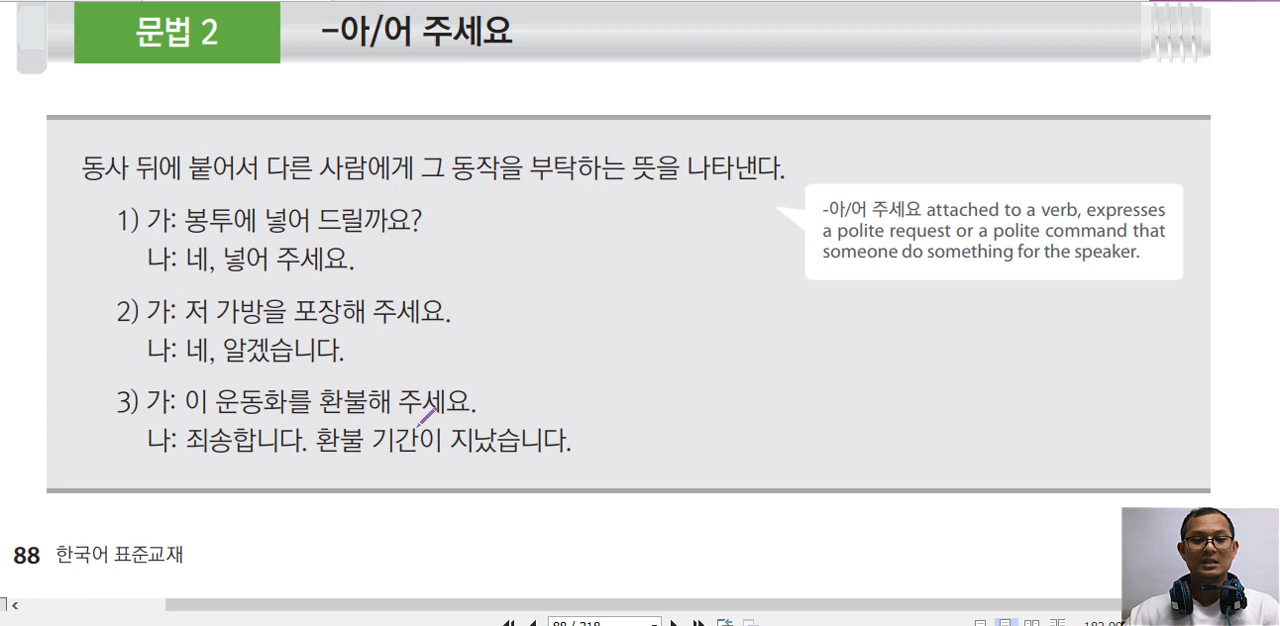 문법 2
-아/어 주세요
동사 뒤에 붙어서 다른 사람에게 그 동작을 부탁하는 뜻을 나타낸다.
-아/어 주세요 attached to a verb, expresses
a polite request or a polite command that
someone do something for the speaker.
1) 가: 봉투에 넣어 드릴까요?
나: 네, 넣어 주세요.
2) 가: 저 가방을 포장해 주세요.
나: 네, 알겠습니다.
3) 가: 이 운동화를 환불해 주세요.
나: 죄송합니다. 환불 기간이 지났습니다.
88 한국어 표준교재